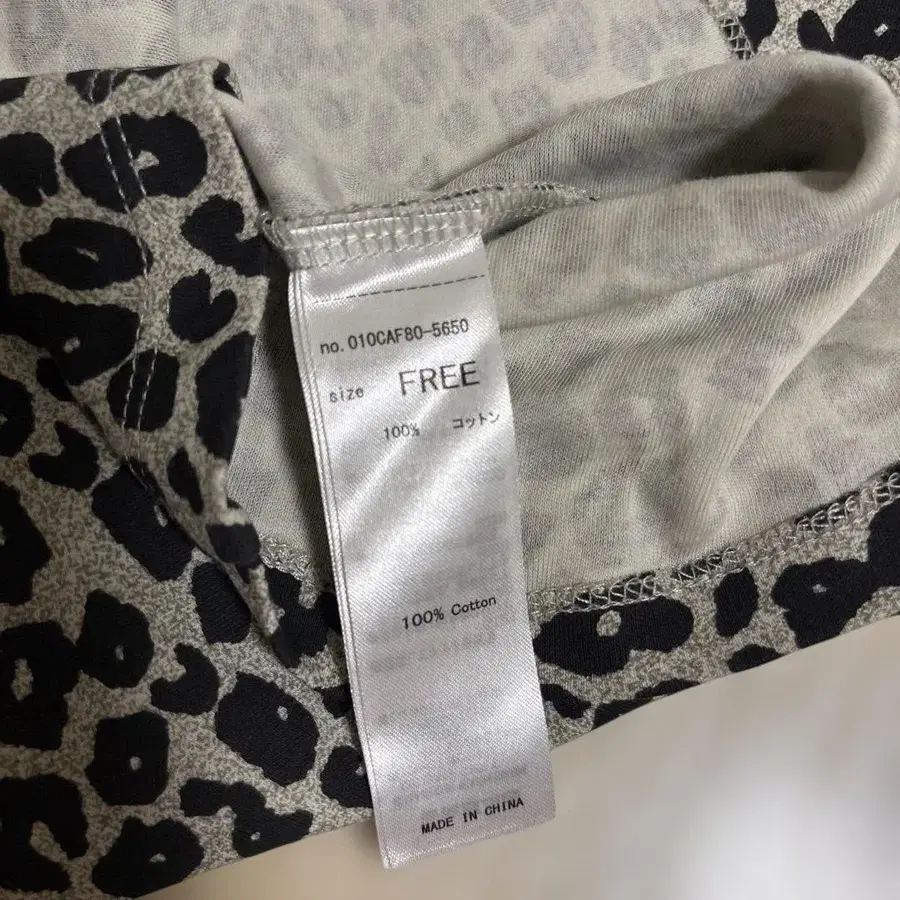 no.010CAF80-5650
size FREE
100% コットン
100% Cotton
MADE IN CHINA